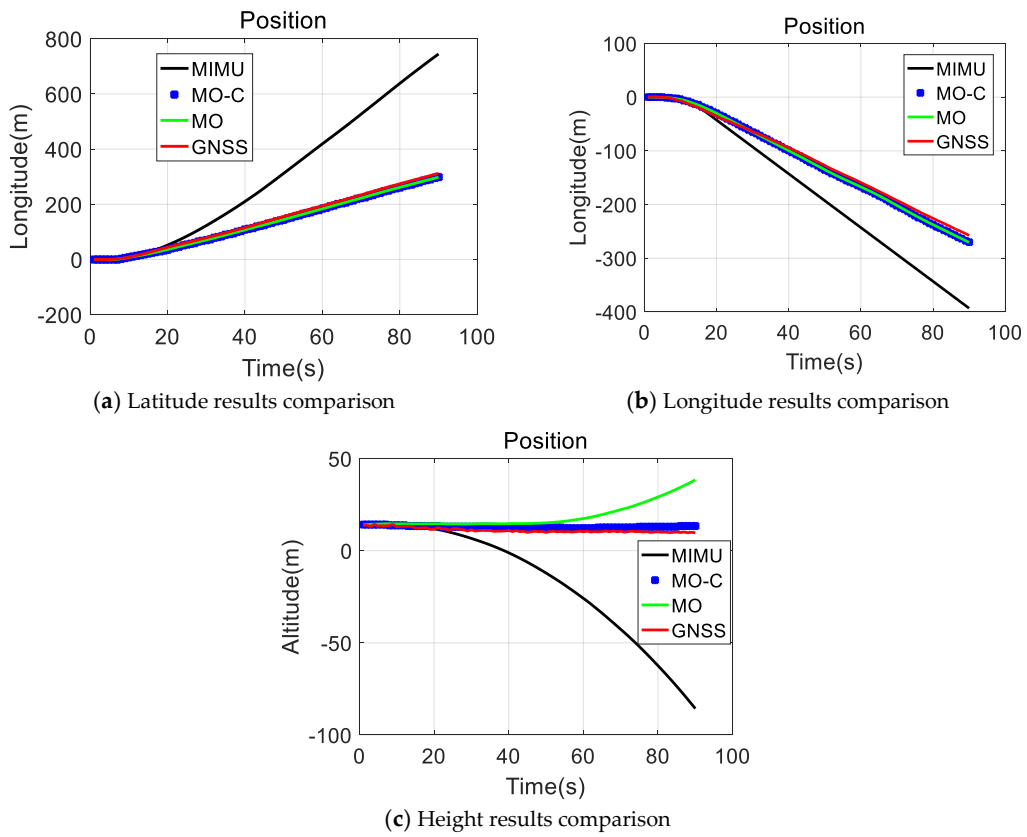 Position
800
600
400
200
0
-200
Longitude(m)
MIMU
MO-C
MO
GNSS
0 20 40 60 80 100
Time(s)
(a) Latitude results comparison
Position
100
0
-100
-200
-300
-400
Longitude(m)
MIMU
MO-C
MO
GNSS
0 20 40 60 80 100
Time(s)
(b) Longitude results comparison
Position
50
0
-50
-100
Altitude(m)
MIMU
MO-C
MO
GNSS
0 20 40 60 80 100
Time(s)
(c) Height results comparison